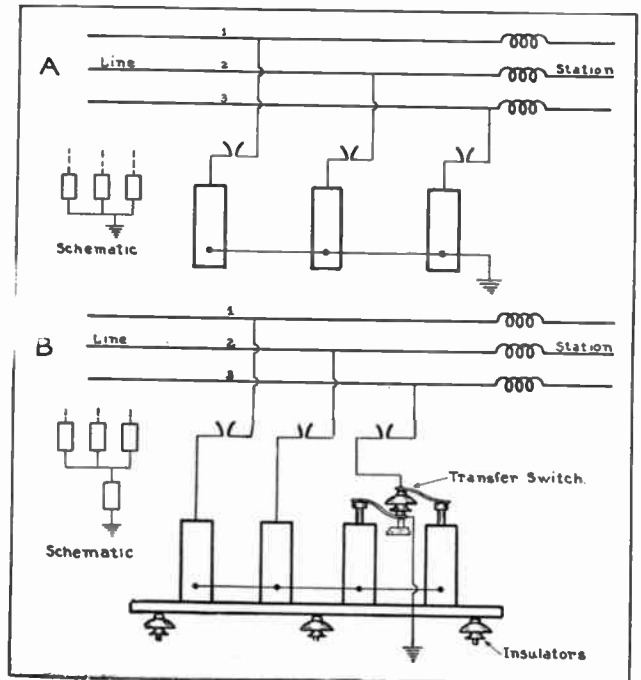 1
A Line 2 Station
3
Schematic
1
B Line 2 Station
3
Transfer Switch.
Schematic
Insulators